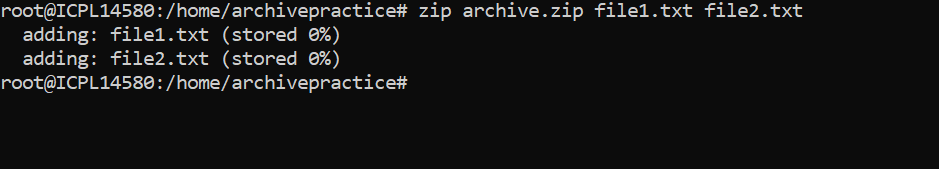 root@ICPL14580:/home/archivepractice# zip archive.zip file1.txt file2.txt
  adding: file1.txt (stored 0%)
  adding: file2.txt (stored 0%)
root@ICPL14580:/home/archivepractice#